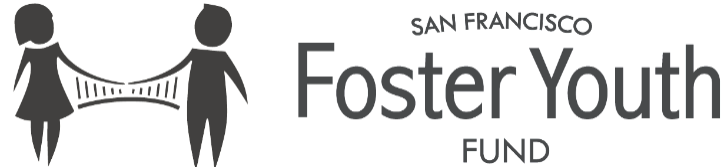 SAN FRANCISCO
Foster Youth
FUND